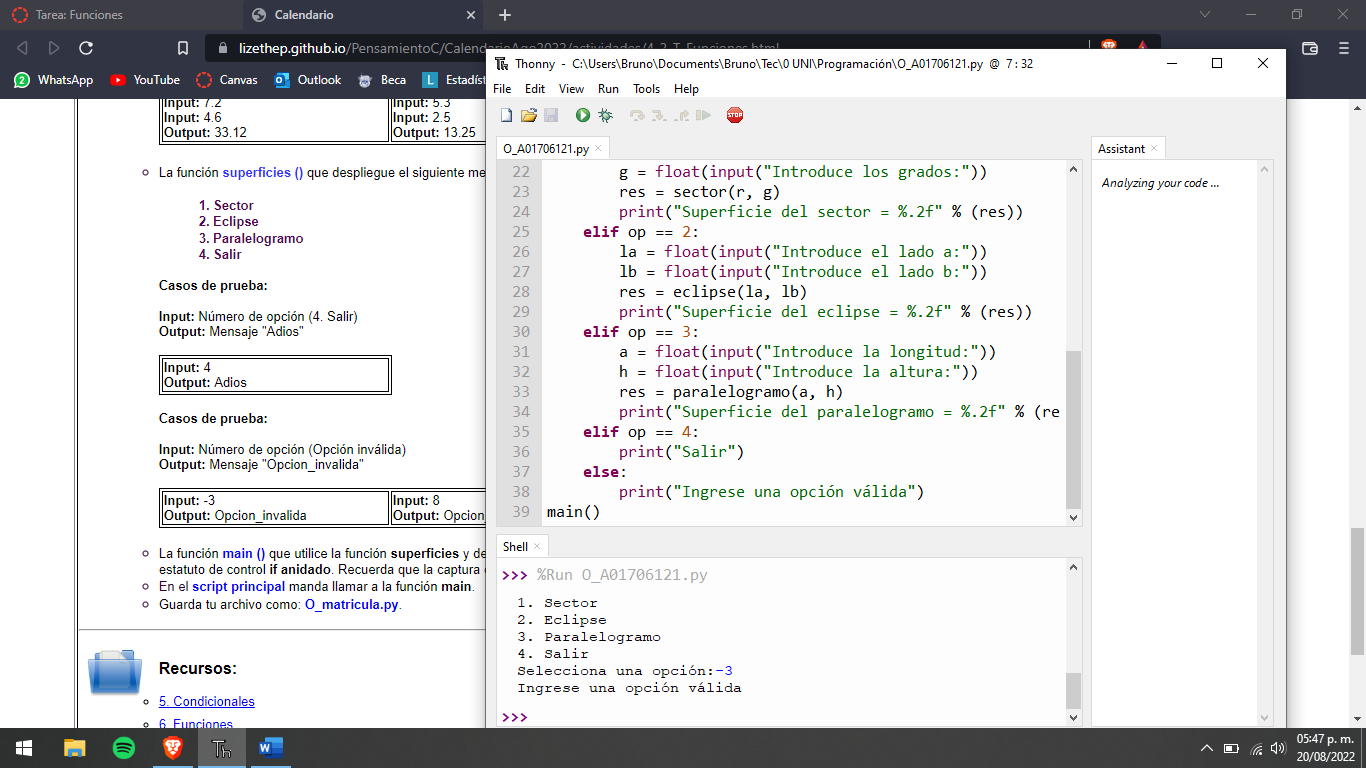 Tarea: Funciones
Calendario
lizethep.github.io/PensamientoC/CalendarioAgo2022/actividades/4_2_T_Funciones.html
WhatsApp
YouTube
Canvas
Outlook
Beca
Estadíst
Input: 7.2
Input: 4.6
Output: 33.12
Input: 5.3
Input: 2.5
Output: 13.25
La función superficies () que despliegue el siguiente me
1. Sector
2. Eclipse
3. Paralelogramo
4. Salir
Casos de prueba:
Input: Número de opción (4. Salir)
Output: Mensaje "Adios"
Input: 4
Output: Adios
Casos de prueba:
Input: Número de opción (Opción inválida)
Output: Mensaje "Opcion_invalida"
Input: -3
Output: Opcion_invalida
Input: 8
Output: Opcion
La función main () que utilice la función superficies y de
estatuto de control if anidado. Recuerda que la captura
En el script principal manda llamar a la función main.
Guarda tu archivo como: O_matricula.py.
Recursos:
5. Condicionales
6. Funciones
Thonny - C:\Users\Bruno\Documents\Bruno\Tec\0 UNI\Programación\O_A01706121.py @ 7 : 32
File Edit View Run Tools Help
STOP
O_A01706121.py
22 g = float(input("Introduce los grados:"))
23 res = sector(r, g)
24 print("Superficie del sector = %.2f" % (res))
25 elif op == 2:
26 la = float(input("Introduce el lado a:"))
27 lb = float(input("Introduce el lado b:"))
28 res = eclipse(la, lb)
29 print("Superficie del eclipse = %.2f" % (res))
30 elif op == 3:
31 a = float(input("Introduce la longitud:"))
32 h = float(input("Introduce la altura:"))
33 res = paralelogramo(a, h)
34 print("Superficie del paralelogramo = %.2f" % (re
35 elif op == 4:
36 print("Salir")
37 else:
38 print("Ingrese una opción válida")
39 main()
Assistant
Analyzing your code ...
Shell
>>> %Run O_A01706121.py
1. Sector
2. Eclipse
3. Paralelogramo
4. Salir
Selecciona una opción:-3
Ingrese una opción válida
>>>
05:47 p. m.
20/08/2022